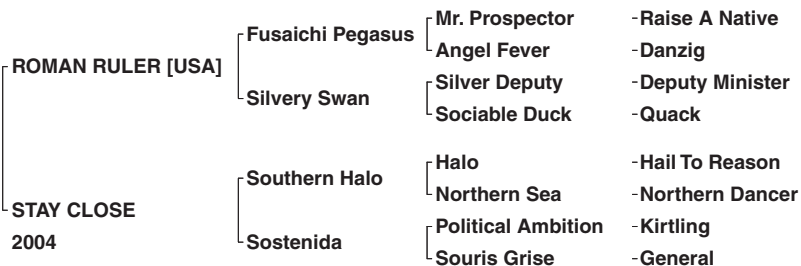 Mr. Prospector -Raise A Native
Fusaichi Pegasus
Angel Fever -Danzig
ROMAN RULER [USA]
Silver Deputy -Deputy Minister
Silvery Swan
Sociable Duck -Quack
Halo -Hail To Reason
Southern Halo
Northern Sea -Northern Dancer
STAY CLOSE
Political Ambition -Kirtling
2004
Sostenida
Souris Grise -General